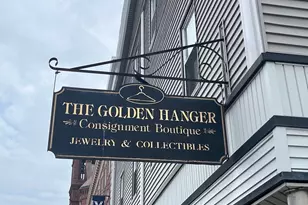 THE GOLDEN HANGER
Consignment Boutique
JEWELRY & COLLECTIBLES